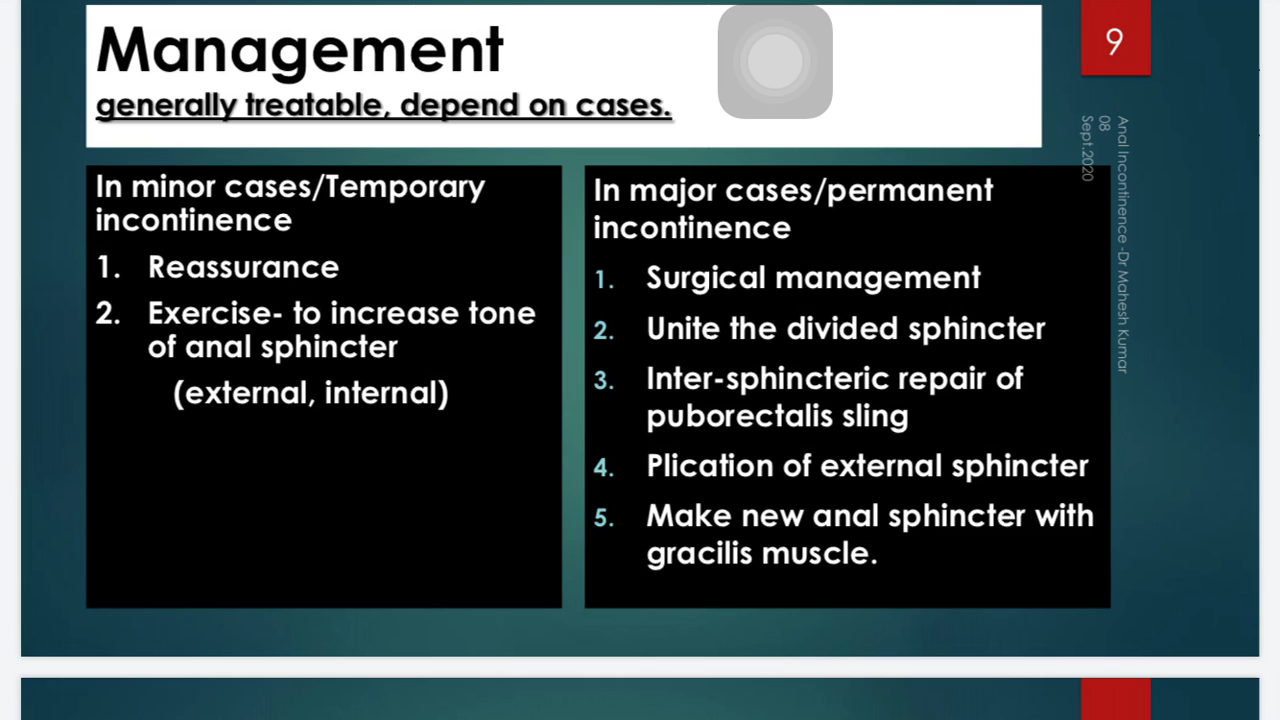 Management
generally treatable, depend on cases.
9
Anal Incontinence -Dr Mahesh Kumar
08
Sept.2020
In minor cases/Temporary
incontinence
1. Reassurance
2. Exercise- to increase tone
of anal sphincter
(external, internal)
In major cases/permanent
incontinence
1. Surgical management
2. Unite the divided sphincter
3. Inter-sphincteric repair of
puborectalis sling
4. Plication of external sphincter
5. Make new anal sphincter with
gracilis muscle.